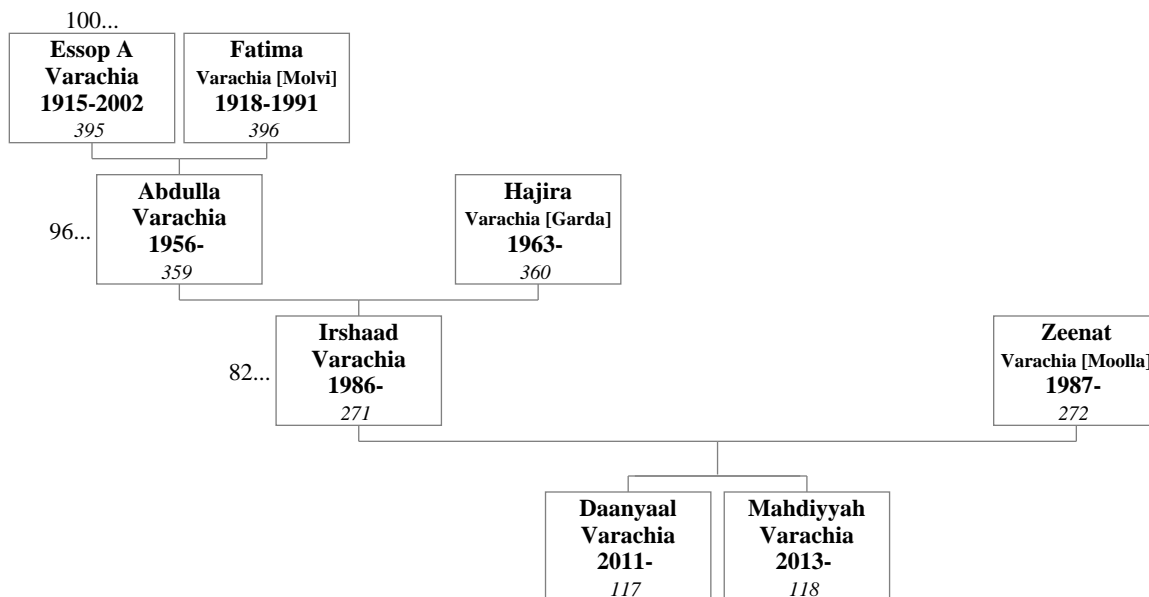 100...
Essop A
Varachia
1915-2002
395
Fatima
Varachia [Molvi]
1918-1991
396
96...
Abdulla
Varachia
1956-
359
Hajira
Varachia [Garda]
1963-
360
82...
Irshaad
Varachia
1986-
271
Zeenat
Varachia [Moolla]
1987-
272
Daanyaal
Varachia
2011-
117
Mahdiyyah
Varachia
2013-
118